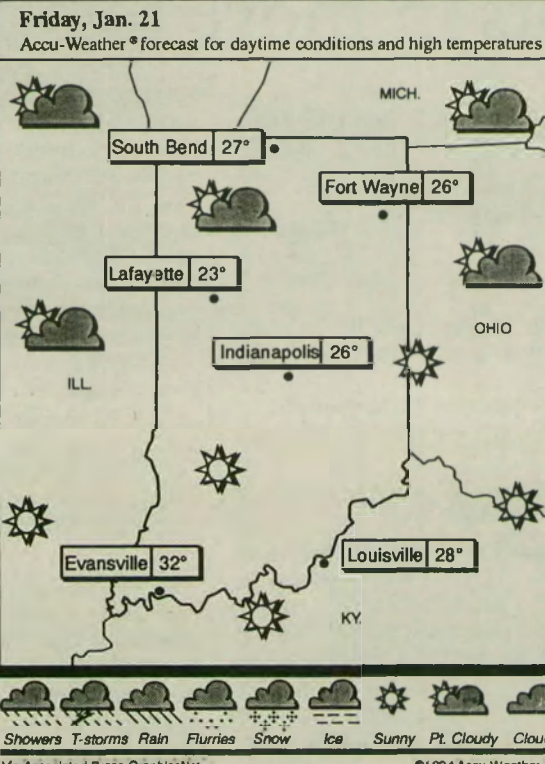 Friday, Jan. 21
Accu-Weather® forecast for daytime conditions and high temperatures
MICH.
South Bend 27°
Fort Wayne 26°
Lafayette 23°
OHIO
Indianapolis 26°
ILL.
Louisville 28°
Evansville 32°
KY.
Showers T-storms Rain Flurries Snow Ice Sunny Pt. Cloudy
Accu-Weather